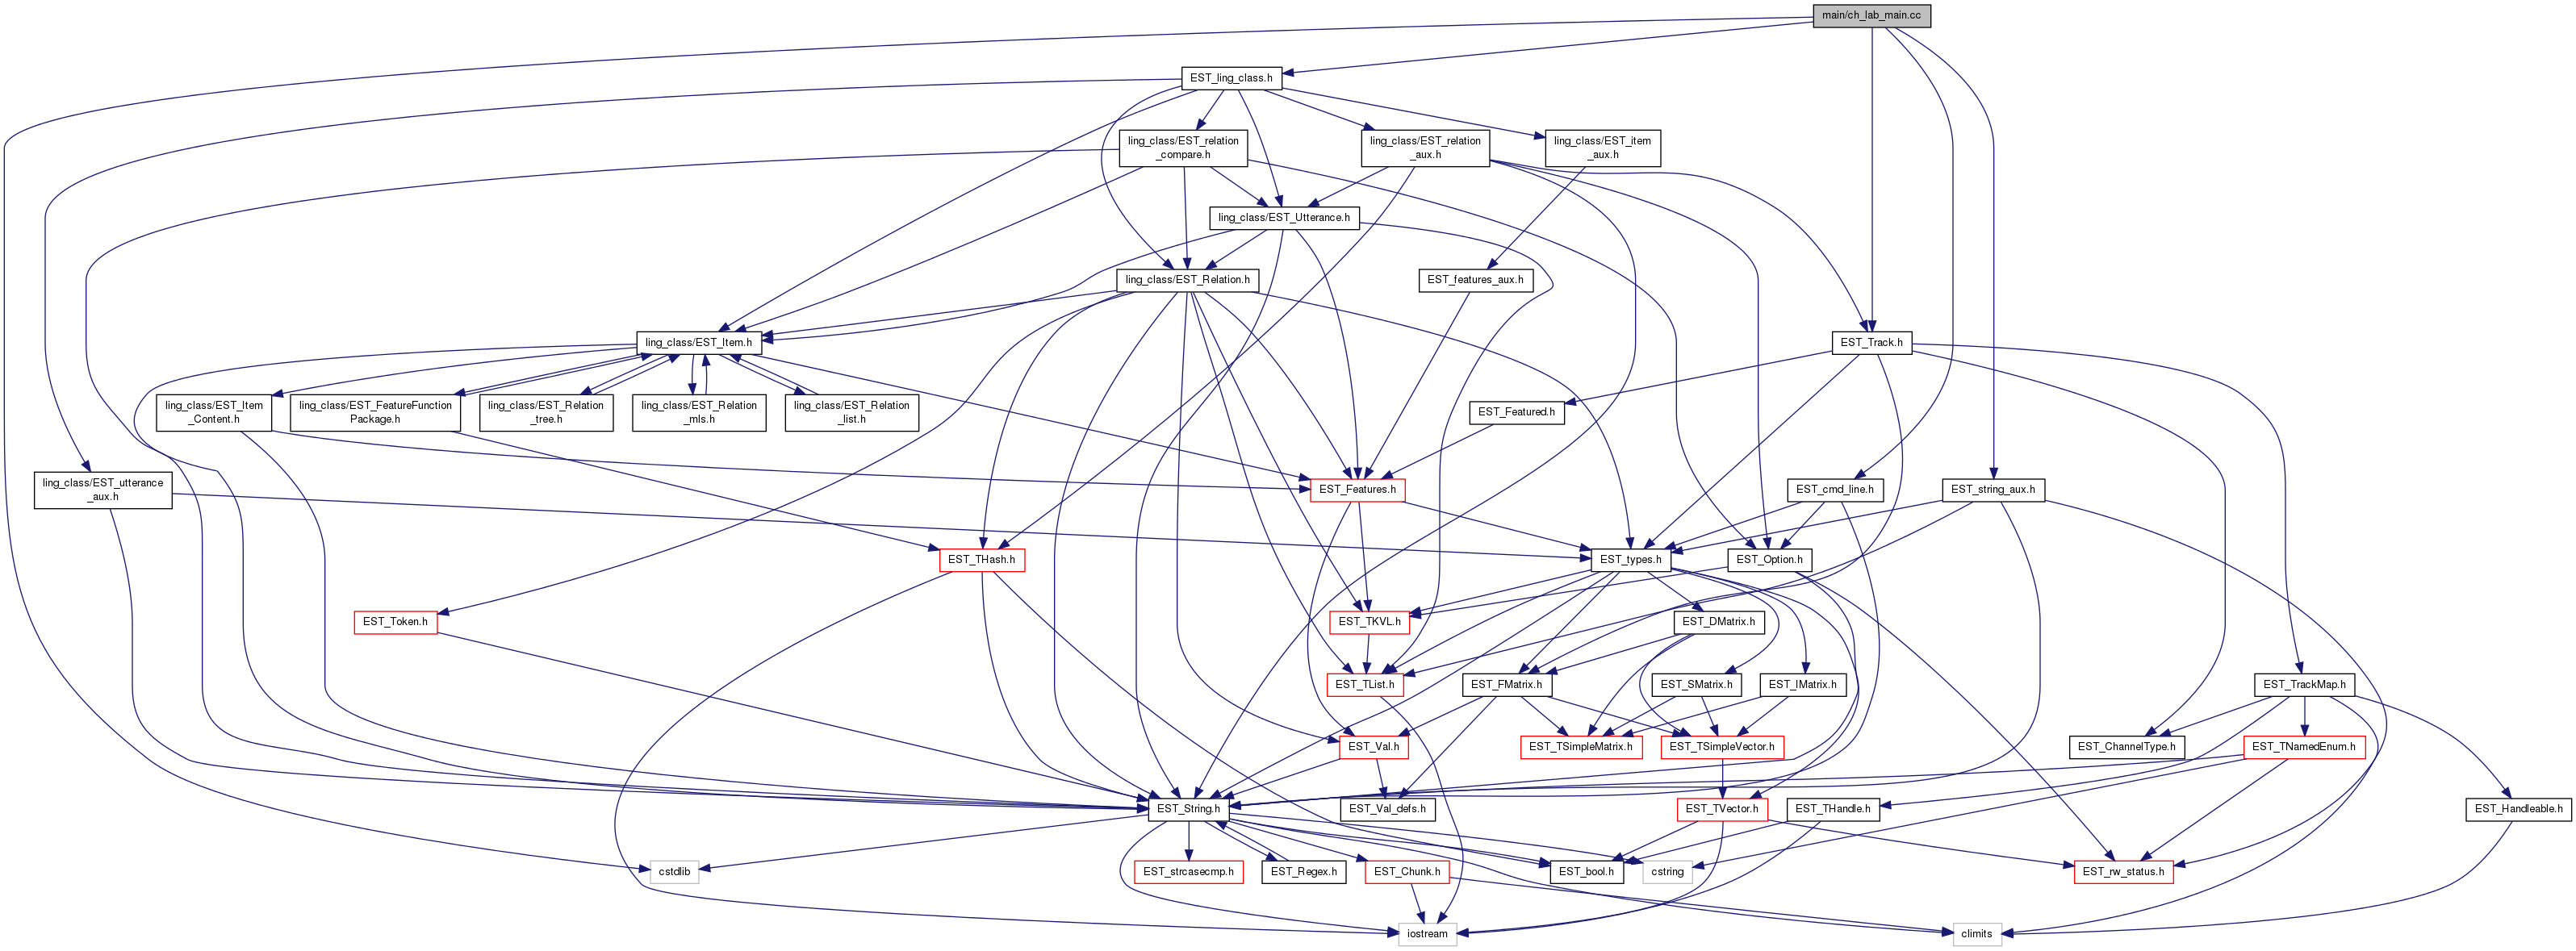 main/ch_lab_main.cc
EST_ling_class.h
ling_class/EST_relation
_compare.h
ling_class/EST_relation
_aux.h
ling_class/EST_item
_aux.h
ling_class/EST_Utterance.h
ling_class/EST_Relation.h
EST_features_aux.h
ling_class/EST_Item.h
EST_Track.h
ling_class/EST_Item
_Content.h
ling_class/EST_FeatureFunction
Package.h
ling_class/EST_Relation
_tree.h
ling_class/EST_Relation
_mls.h
ling_class/EST_Relation
_list.h
EST_Featured.h
ling_class/EST_utterance
_aux.h
EST_Features.h
EST_cmd_line.h
EST_string_aux.h
EST_THash.h
EST_types.h
EST_Option.h
EST_Token.h
EST_TKVL.h
EST_DMatrix.h
EST_TList.h
EST_FMatrix.h
EST_SMatrix.h
EST_IMatrix.h
EST_TrackMap.h
EST_Val.h
EST_TSimpleMatrix.h
EST_TSimpleVector.h
EST_ChannelType.h
EST_TNamedEnum.h
EST_String.h
EST_Val_defs.h
EST_TVector.h
EST_THandle.h
EST_Handleable.h
cstdlib
EST_strcasecmp.h
EST_Regex.h
EST_Chunk.h
EST_bool.h
cstring
EST_rw_status.h
iostream
climits